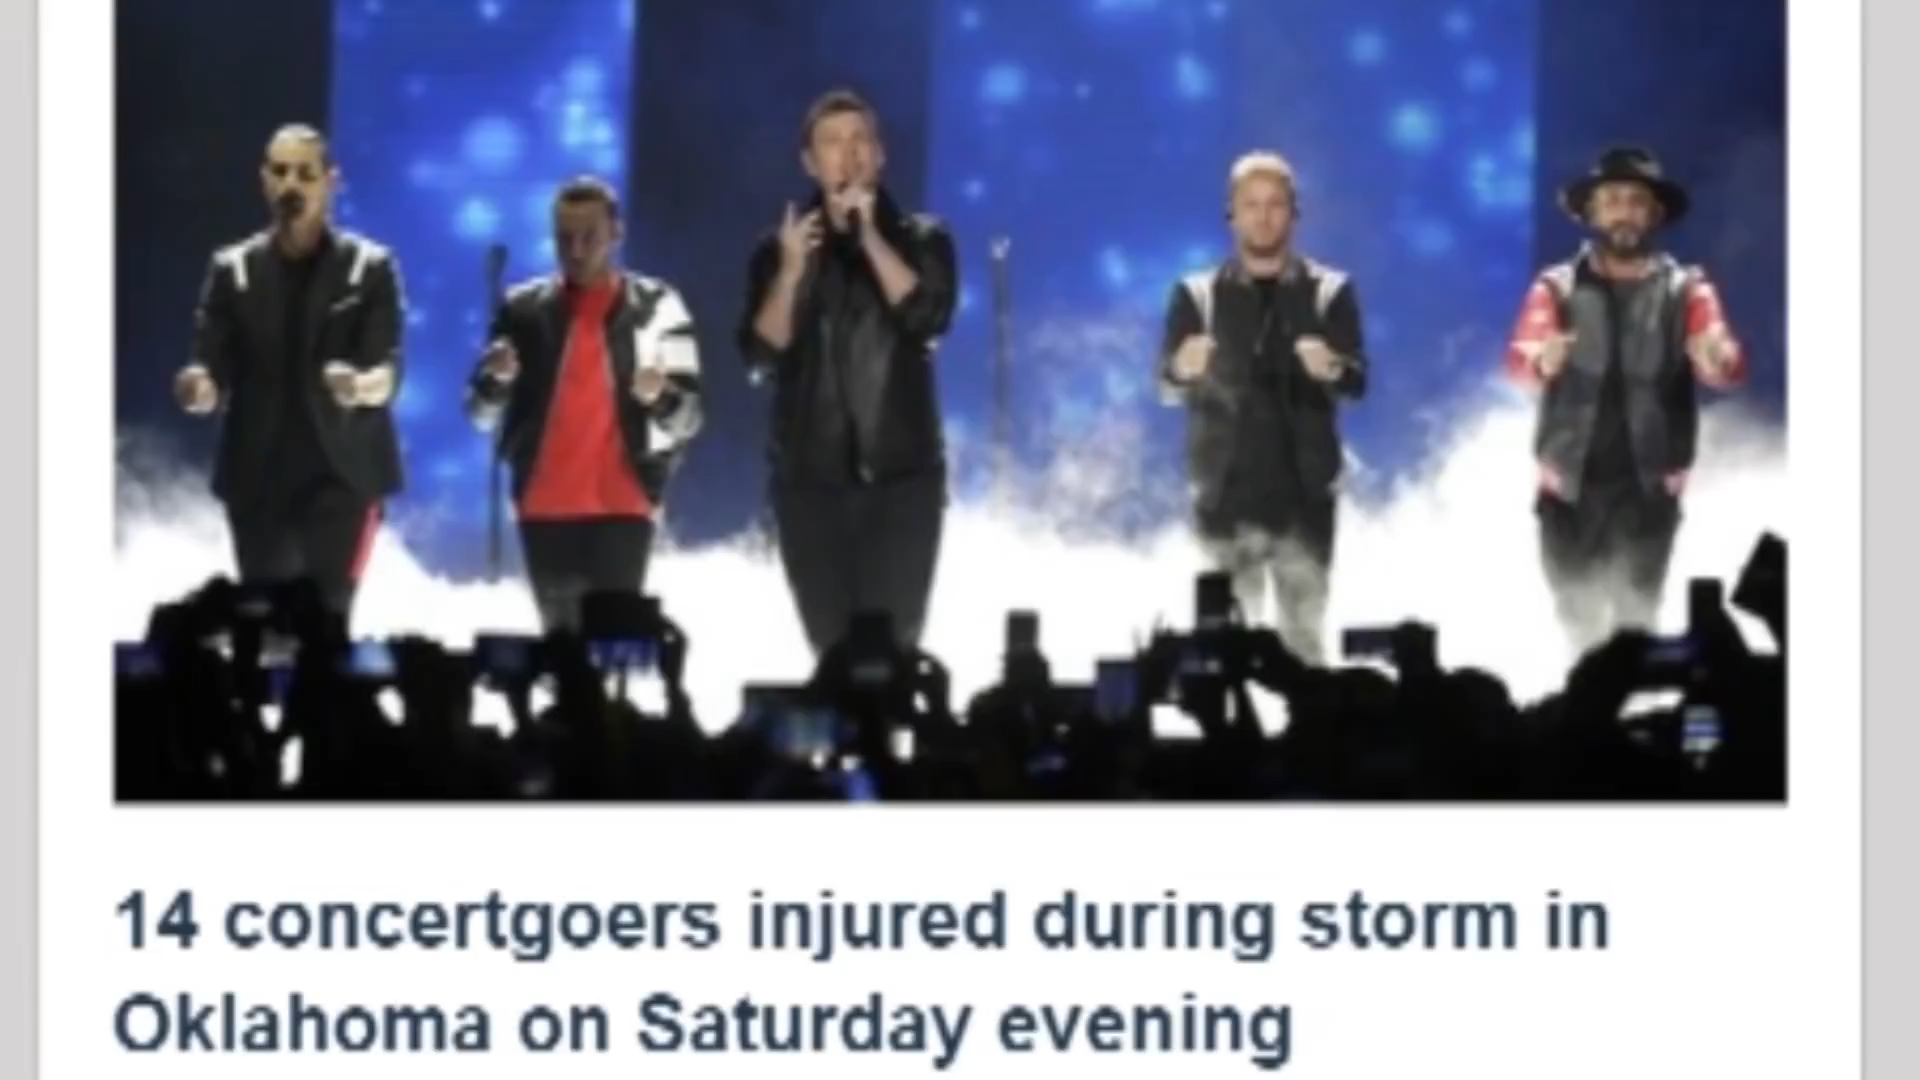 14 concertgoers injured during storm in
Oklahoma on Saturday evening